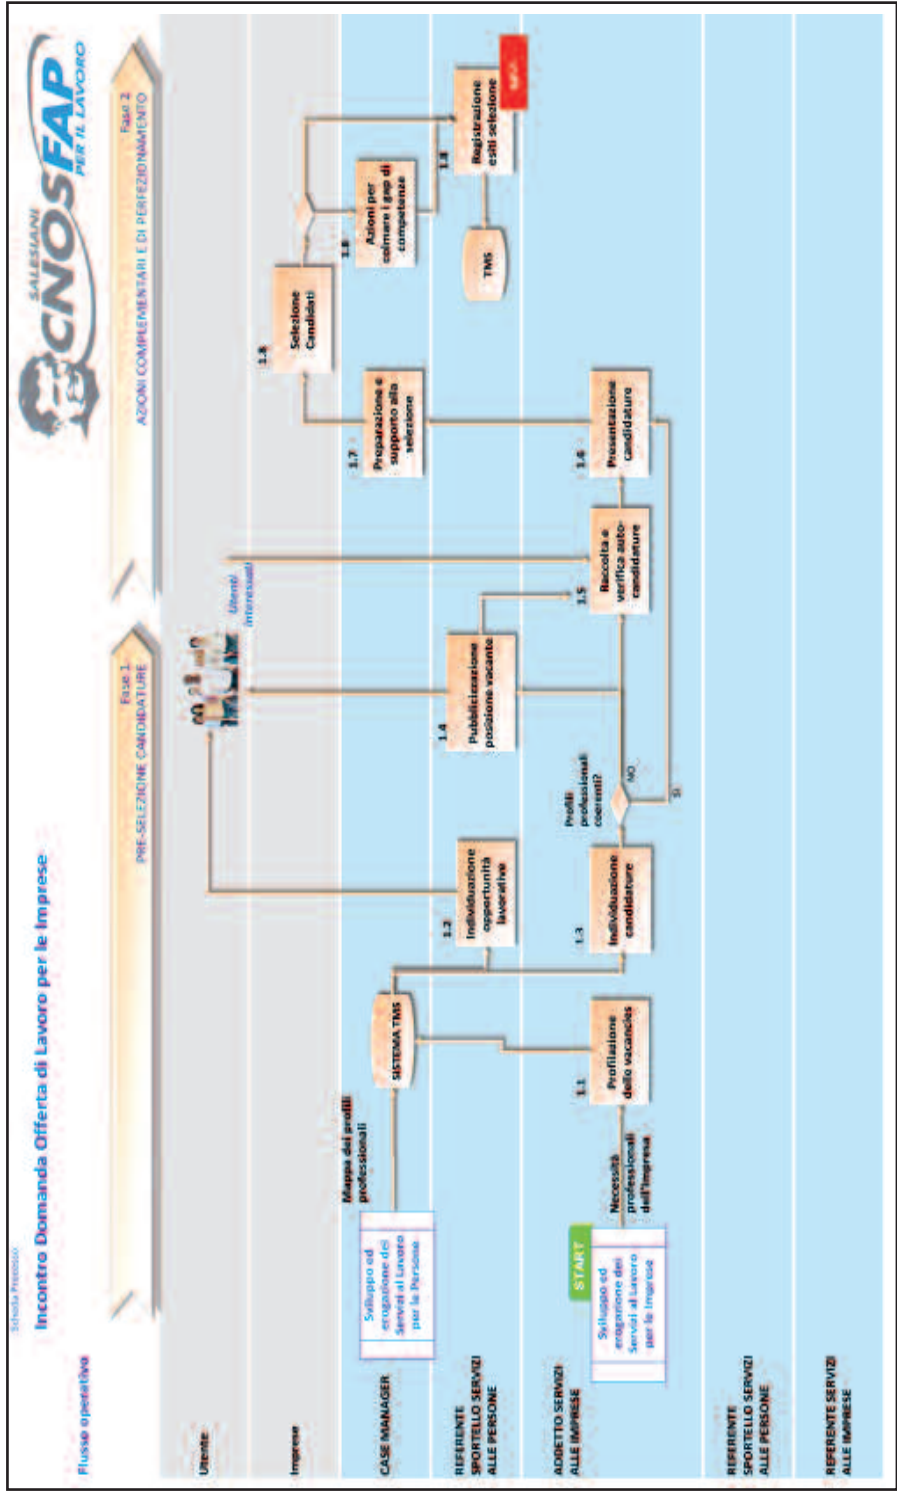 Scheda Processo:
Incontro Domanda Offerta di Lavoro per le Imprese
SALESIANI
CNOSFAP
PER IL LAVORO
Flusso operativo
Fase 1
PRE-SELEZIONE CANDIDATURE
Fase 2
AZIONI COMPLEMENTARI E DI PERFEZIONAMENTO
Utente
Utenti
interessati
Imprese
1.8
Selezione
Candidati
CASE MANAGER
Sviluppo ed
erogazione dei
Servizi al Lavoro
per le Persone
Mappa dei profili
professionali
SISTEMA TMS
1.7
Preparazione e
supporto alla
selezione
Azioni per
colmare i gap di
competenze
REFERENTE
SPORTELLO SERVIZI
ALLE PERSONE
1.2
Individuazione
opportunità
lavorative
1.4
Pubblicizzazione
posizione vacante
TMS
Registrazione
esiti selezione
ADDETTO SERVIZI
ALLE IMPRESE
START
Sviluppo ed
erogazione dei
Servizi al Lavoro
per le Imprese
Necessità
professionali
dell'impresa
1.1
Profilazione
delle vacancies
1.3
Individuazione
candidature
Profili
professionali
coerenti?
NO
SI
1.5
Raccolta e
verifica auto-
candidature
1.6
Presentazione
candidature
REFERENTE
SPORTELLO SERVIZI
ALLE PERSONE
REFERENTE SERVIZI
ALLE IMPRESE